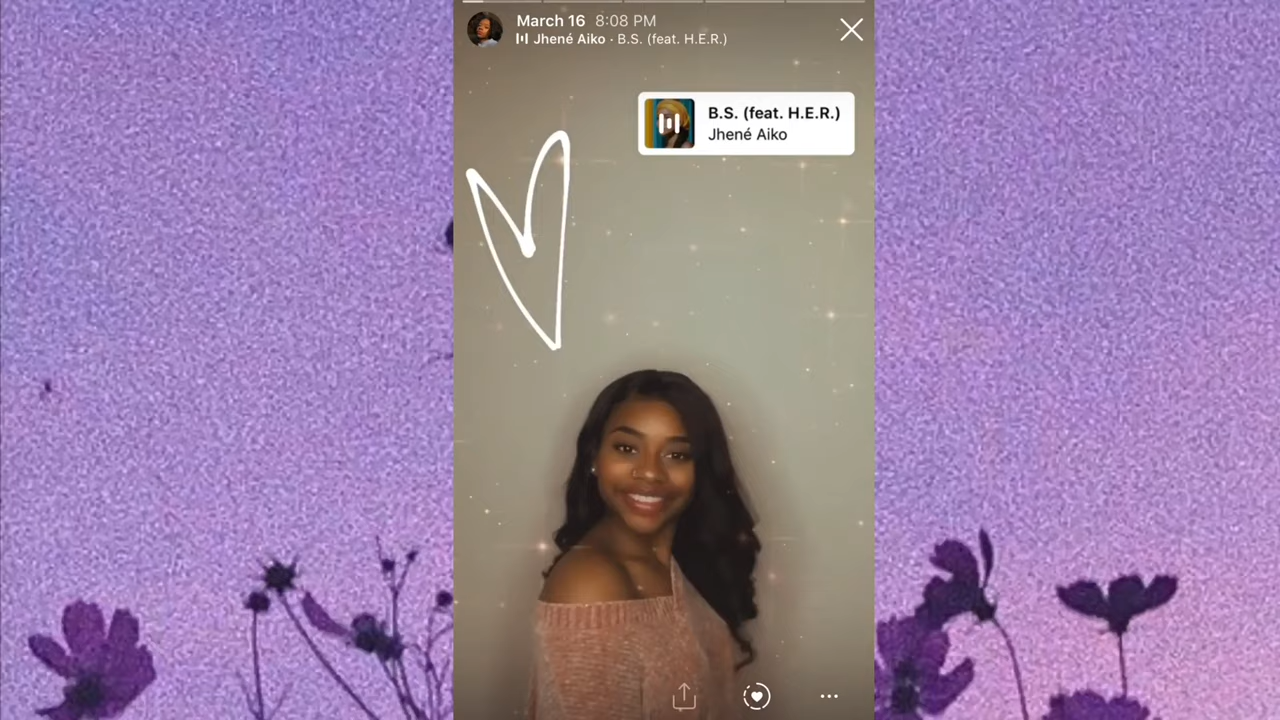 March 16 8:08 PM
Jhené Aiko · B.S. (feat. H.E.R.)
B.S. (feat. H.E.R.)
Jhené Aiko